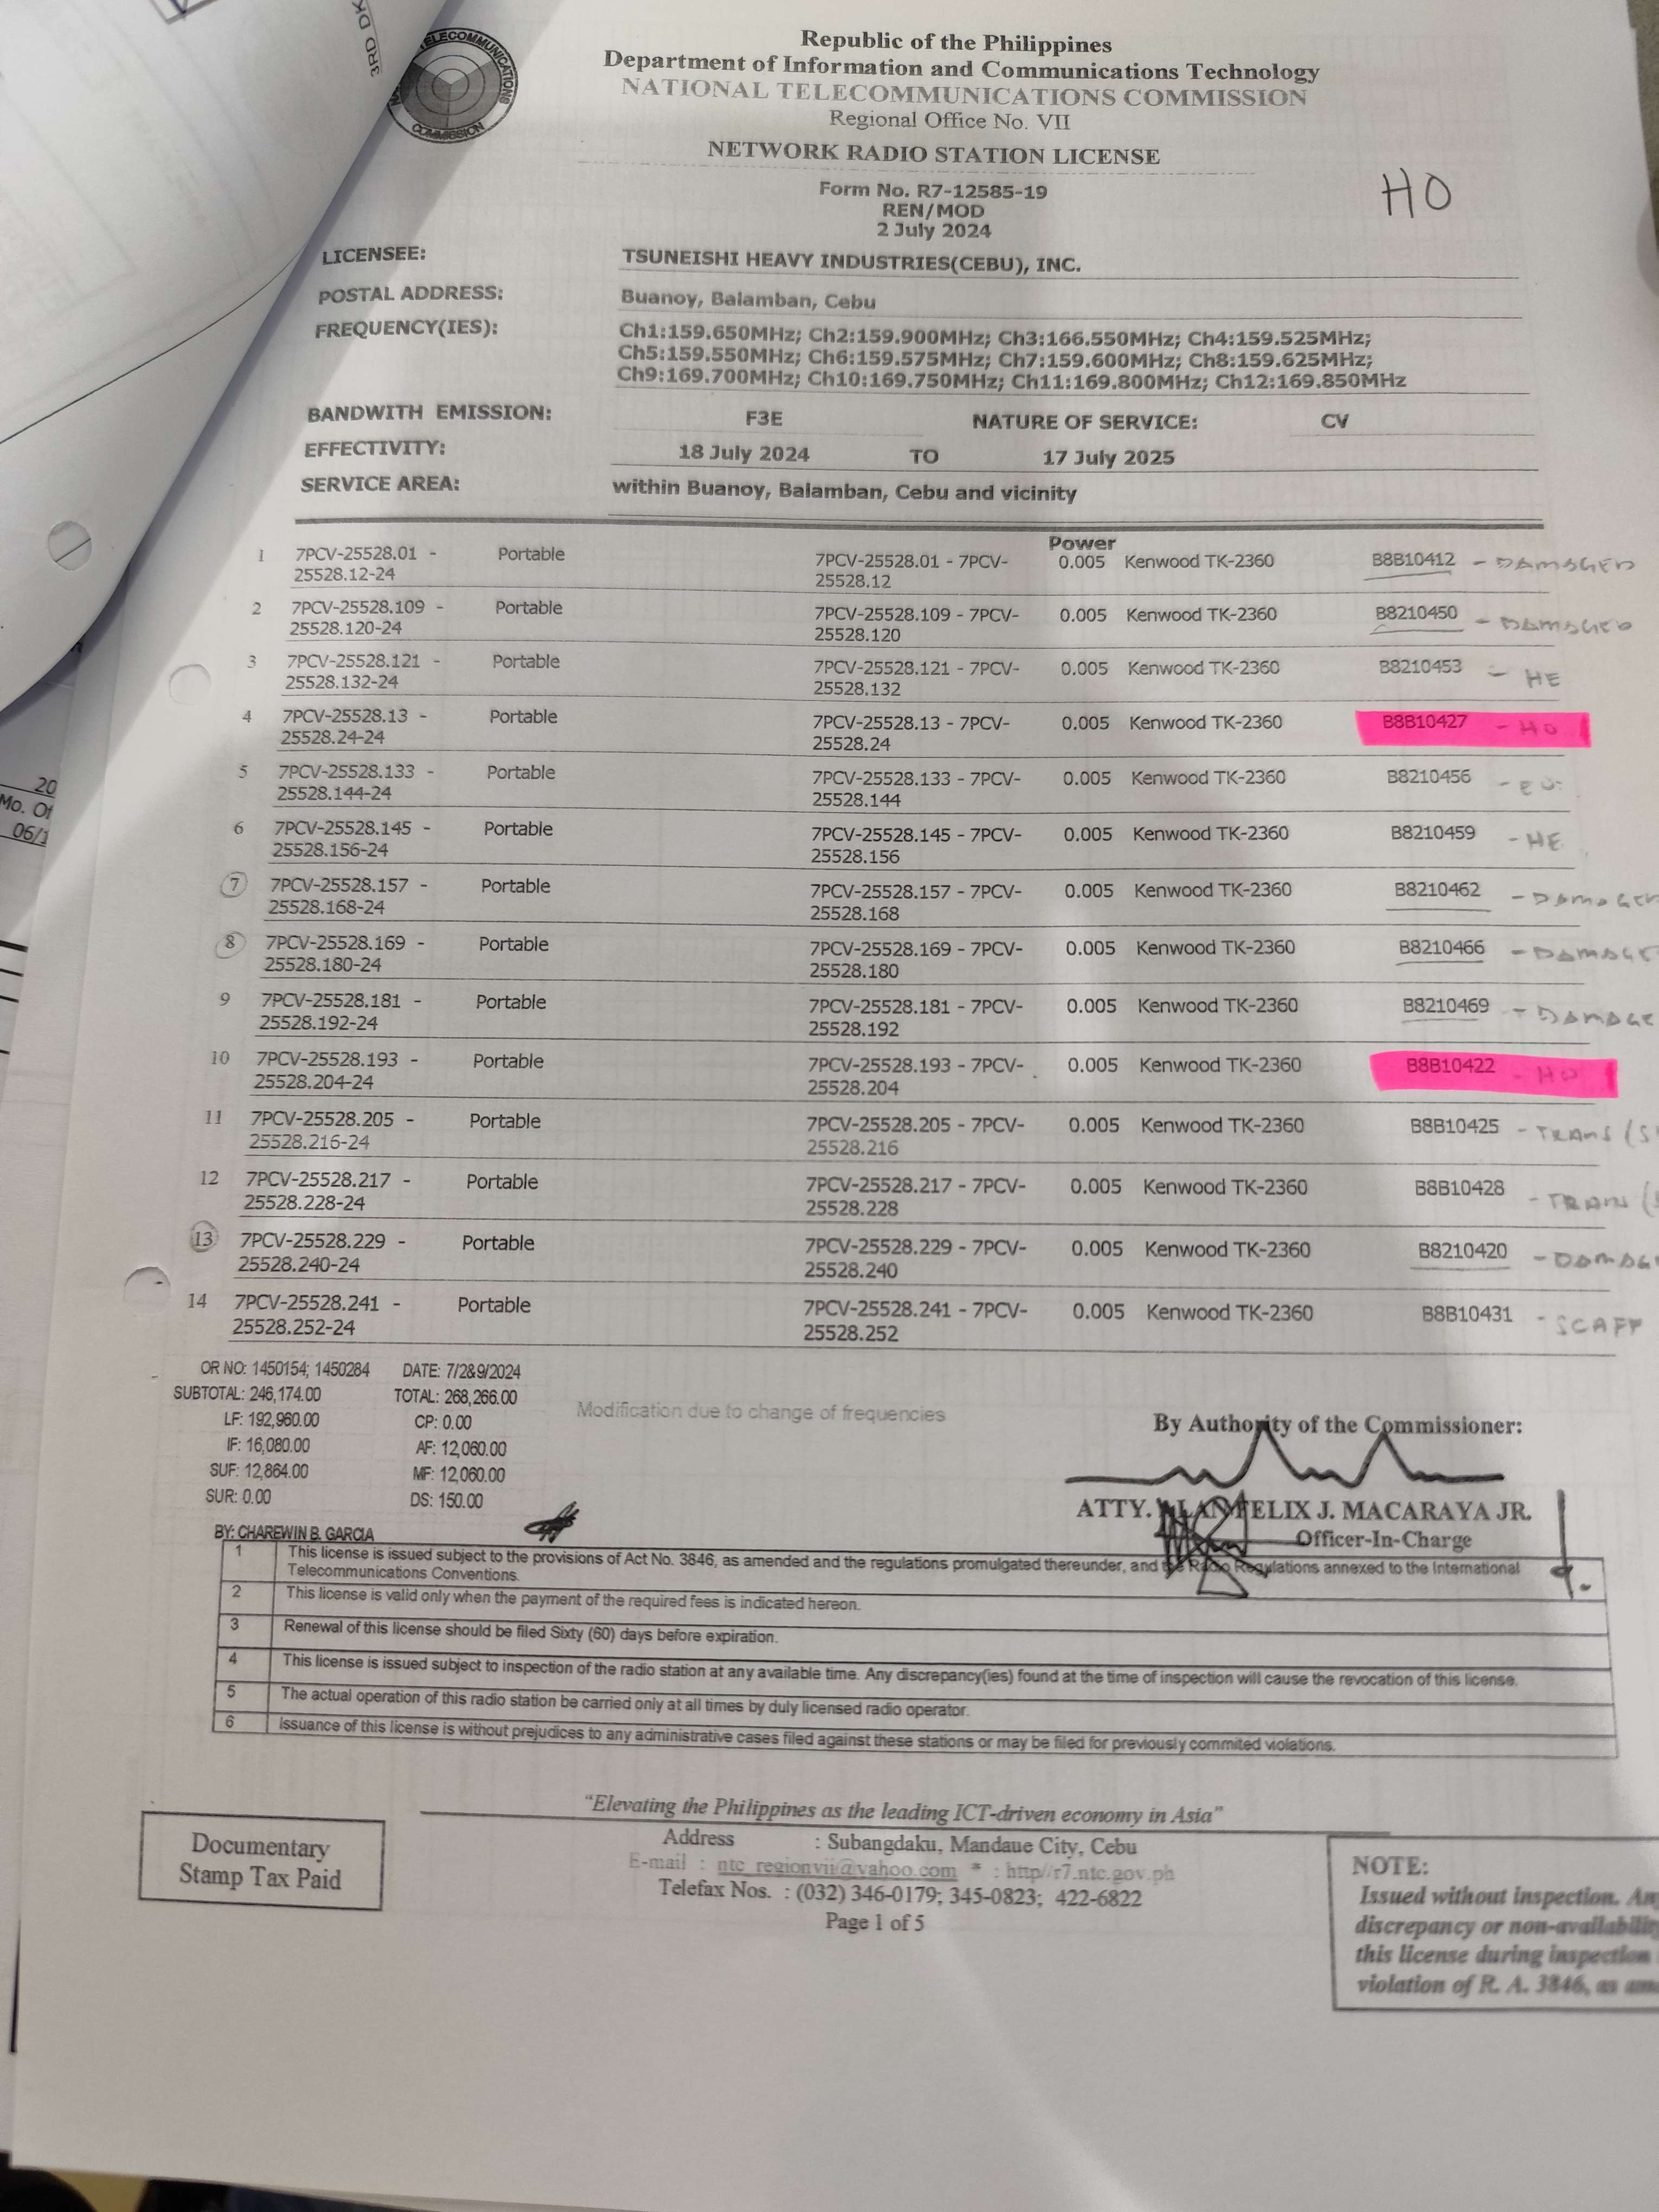 3RD DK
TELECOMMUNICATIONS
COMMISSION
Republic of the Philippines
Department of Information and Communications Technology
NATIONAL TELECOMMUNICATIONS COMMISSION
Regional Office No. VII
NETWORK RADIO STATION LICENSE
Form No. R7-12585-19
REN/MOD
2 July 2024
HO
LICENSEE: TSUNEISHI HEAVY INDUSTRIES(CEBU), INC.
POSTAL ADDRESS: Buanoy, Balamban, Cebu
FREQUENCY(IES): Ch1:159.650MHz; Ch2:159.900MHz; Ch3:166.550MHz; Ch4:159.525MHz;
Ch5:159.550MHz; Ch6:159.575MHz; Ch7:159.600MHz; Ch8:159.625MHz;
Ch9:169.700MHz; Ch10:169.750MHz; Ch11:169.800MHz; Ch12:169.850MHz
BANDWITH EMISSION: F3E NATURE OF SERVICE: CV
EFFECTIVITY: 18 July 2024 TO 17 July 2025
SERVICE AREA: within Buanoy, Balamban, Cebu and vicinity
Power
1 7PCV-25528.01 - Portable 7PCV-25528.01 - 7PCV- 0.005 Kenwood TK-2360 B8B10412 - DAMAGED
25528.12-24 25528.12
2 7PCV-25528.109 - Portable 7PCV-25528.109 - 7PCV- 0.005 Kenwood TK-2360 B8210450 - DAMAGED
25528.120-24 25528.120
3 7PCV-25528.121 - Portable 7PCV-25528.121 - 7PCV- 0.005 Kenwood TK-2360 B8210453 - HE
25528.132-24 25528.132
4 7PCV-25528.13 - Portable 7PCV-25528.13 - 7PCV- 0.005 Kenwood TK-2360 B8B10427 - HO
25528.24-24 25528.24
5 7PCV-25528.133 - Portable 7PCV-25528.133 - 7PCV- 0.005 Kenwood TK-2360 B8210456
25528.144-24 25528.144
6 7PCV-25528.145 - Portable 7PCV-25528.145 - 7PCV- 0.005 Kenwood TK-2360 B8210459 - HE
25528.156-24 25528.156
7 7PCV-25528.157 - Portable 7PCV-25528.157 - 7PCV- 0.005 Kenwood TK-2360 B8210462 - DAMAGED
25528.168-24 25528.168
8 7PCV-25528.169 - Portable 7PCV-25528.169 - 7PCV- 0.005 Kenwood TK-2360 B8210466 - DAMAGE
25528.180-24 25528.180
9 7PCV-25528.181 - Portable 7PCV-25528.181 - 7PCV- 0.005 Kenwood TK-2360 B8210469 - DAMAGE
25528.192-24 25528.192
10 7PCV-25528.193 - Portable 7PCV-25528.193 - 7PCV- 0.005 Kenwood TK-2360 B8B10422 - HO
25528.204-24 25528.204
11 7PCV-25528.205 - Portable 7PCV-25528.205 - 7PCV- 0.005 Kenwood TK-2360 B8B10425 - TRANS (S
25528.216-24 25528.216
12 7PCV-25528.217 - Portable 7PCV-25528.217 - 7PCV- 0.005 Kenwood TK-2360 B8B10428 - TRANS (
25528.228-24 25528.228
13 7PCV-25528.229 - Portable 7PCV-25528.229 - 7PCV- 0.005 Kenwood TK-2360 B8210420 - DAMAG
25528.240-24 25528.240
14 7PCV-25528.241 - Portable 7PCV-25528.241 - 7PCV- 0.005 Kenwood TK-2360 B8B10431 - SCAFF
25528.252-24 25528.252
20
Mo. Of
06/1
OR NO: 1450154; 1450284 DATE: 7/2&9/2024
SUBTOTAL: 246,174.00 TOTAL: 268,266.00
LF: 192,960.00 CP: 0.00
IF: 16,080.00 AF: 12,060.00
SUF: 12,864.00 MF: 12,060.00
SUR: 0.00 DS: 150.00
Modification due to change of frequencies
By Authority of the Commissioner:
ATTY. FELIX J. MACARAYA JR.
Officer-In-Charge
BY: CHAREWIN B. GARCIA
1 This license is issued subject to the provisions of Act No. 3846, as amended and the regulations promulgated thereunder, and the Radio Regulations annexed to the International
Telecommunications Conventions.
2 This license is valid only when the payment of the required fees is indicated hereon.
3 Renewal of this license should be filed Sixty (60) days before expiration.
4 This license is issued subject to inspection of the radio station at any available time. Any discrepancy(ies) found at the time of inspection will cause the revocation of this license.
5 The actual operation of this radio station be carried only at all times by duly licensed radio operator.
6 Issuance of this license is without prejudices to any administrative cases filed against these stations or may be filed for previously commited violations.
"Elevating the Philippines as the leading ICT-driven economy in Asia"
Address : Subangdaku, Mandaue City, Cebu
E-mail : ntc_regionvii@yahoo.com * : http//r7.ntc.gov.ph
Telefax Nos. : (032) 346-0179; 345-0823; 422-6822
Page 1 of 5
Documentary
Stamp Tax Paid
NOTE:
Issued without inspection. Any
discrepancy or non-availability
this license during inspection
violation of R. A. 3846, as ame